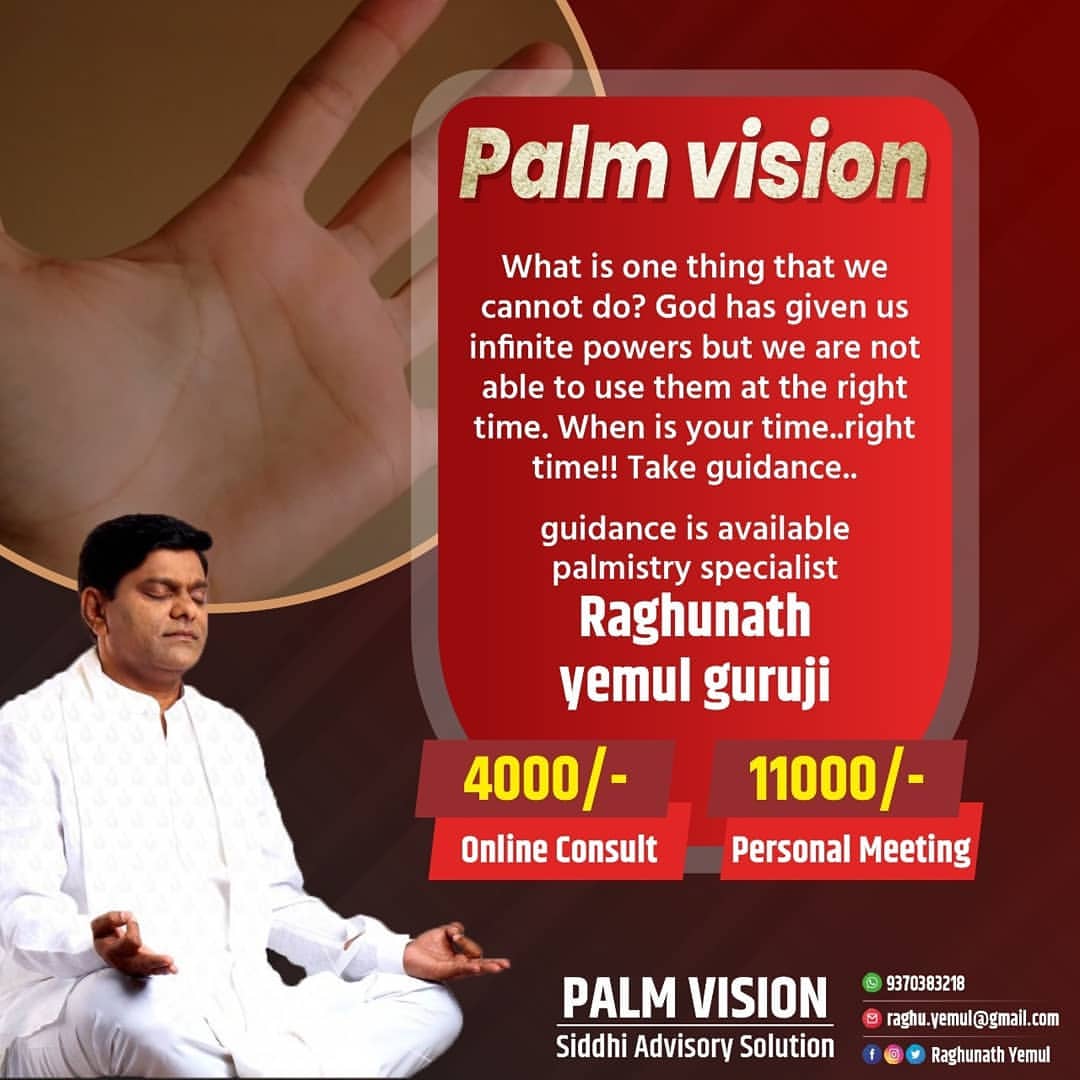 Palm vision
What is one thing that we
cannot do? God has given us
infinite powers but we are not
able to use them at the right
time. When is your time..right
time!! Take guidance..
guidance is available
palmistry specialist
Raghunath
yemul guruji
4000/-
Online Consult
11000/-
Personal Meeting
PALM VISION
Siddhi Advisory Solution
9370383218
raghu.yemul@gmail.com
Raghunath Yemul